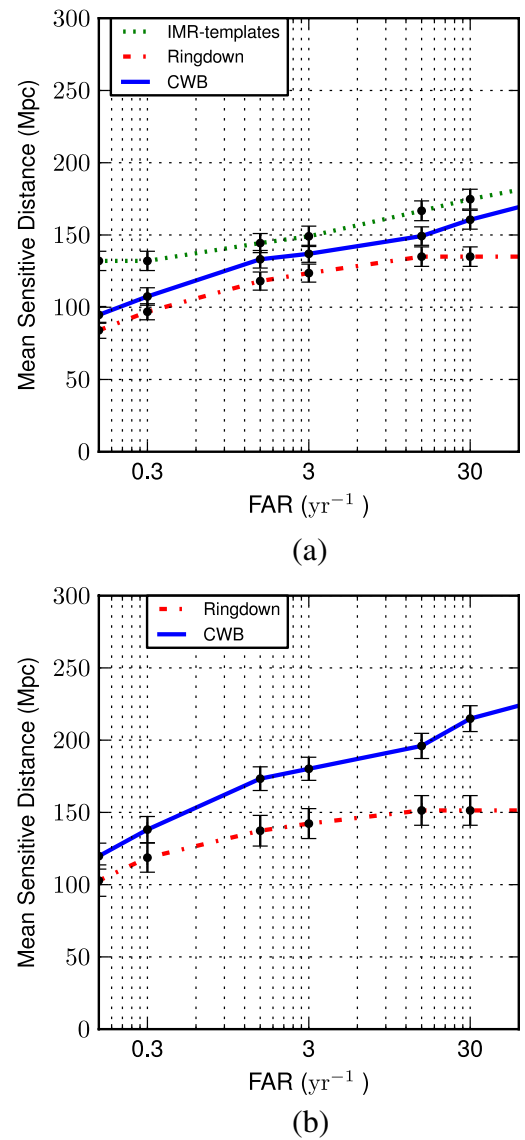 300
250
200
150
100
50
0
Mean Sensitive Distance (Mpc)
IMR-templates
Ringdown
CWB
0.3 3 30
FAR (yr⁻¹ )
(a)
300
250
200
150
100
50
0
Mean Sensitive Distance (Mpc)
Ringdown
CWB
0.3 3 30
FAR (yr⁻¹ )
(b)